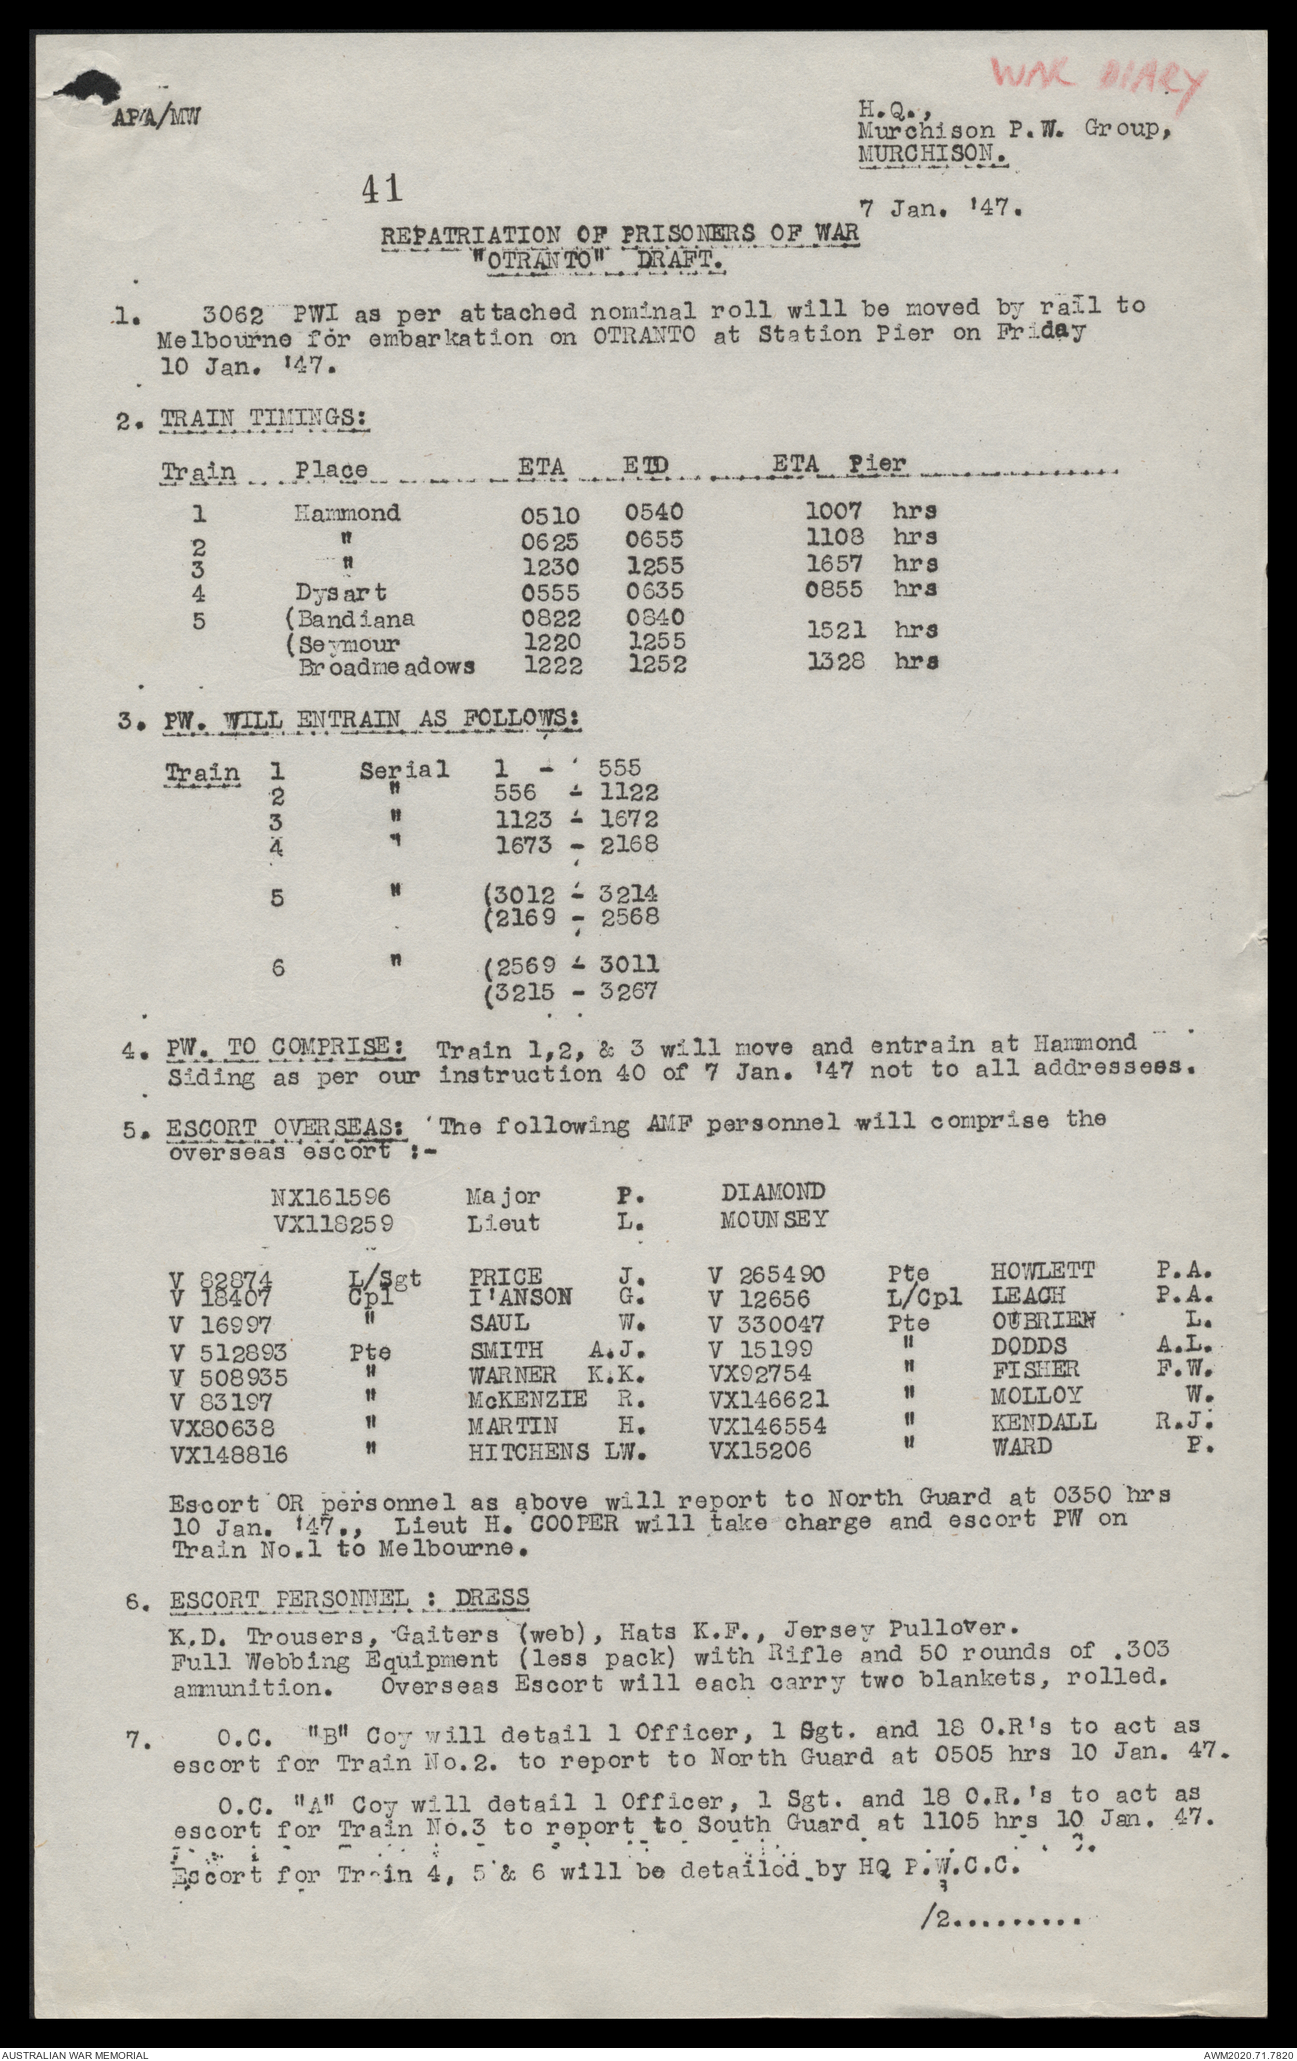 WAR DIARY
AP/A/MW
H.Q.,
Murchison P.W. Group,
MURCHISON.
41
7 Jan. '47.
REPATRIATION OF PRISONERS OF WAR
"OTRANTO" DRAFT.
1. 3062 PWI as per attached nominal roll will be moved by rail to
Melbourne for embarkation on OTRANTO at Station Pier on Friday
10 Jan. '47.
2. TRAIN TIMINGS:
Train Place ETA ETD ETA Pier
1 Hammond 0510 0540 1007 hrs
2 " 0625 0655 1108 hrs
3 " 1230 1255 1657 hrs
4 Dysart 0555 0635 0855 hrs
5 (Bandiana 0822 0840
(Seymour 1220 1255 1521 hrs
Broadmeadows 1222 1252 1328 hrs
3. PW. WILL ENTRAIN AS FOLLOWS:
Train 1 Serial 1 - 555
2 " 556 - 1122
3 " 1123 - 1672
4 " 1673 - 2168
5 " (3012 - 3214
(2169 - 2568
6 " (2569 - 3011
(3215 - 3267
4. PW. TO COMPRISE: Train 1,2, & 3 will move and entrain at Hammond
Siding as per our instruction 40 of 7 Jan. '47 not to all addressees.
5. ESCORT OVERSEAS: 'The following AMF personnel will comprise the
overseas escort :-
NX161596 Major P. DIAMOND
VX118259 Lieut L. MOUNSEY
V 82874 L/Sgt PRICE J. V 265490 Pte HOWLETT P.A.
V 18407 Cpl I'ANSON G. V 12656 L/Cpl LEACH P.A.
V 16997 " SAUL W. V 330047 Pte O'BRIEN L.
V 512893 Pte SMITH A.J. V 15199 " DODDS A.L.
V 508935 " WARNER K.K. VX92754 " FISHER F.W.
V 83197 " McKENZIE R. VX146621 " MOLLOY W.
VX80638 " MARTIN H. VX146554 " KENDALL R.J.
VX148816 " HITCHENS LW. VX15206 " WARD P.
Escort OR personnel as above will report to North Guard at 0350 hrs
10 Jan. '47., Lieut H. COOPER will take charge and escort PW on
Train No.1 to Melbourne.
6. ESCORT PERSONNEL : DRESS
K.D. Trousers, Gaiters (web), Hats K.F., Jersey Pullover.
Full Webbing Equipment (less pack) with Rifle and 50 rounds of .303
ammunition. Overseas Escort will each carry two blankets, rolled.
7. O.C. "B" Coy will detail 1 Officer, 1 Sgt. and 18 O.R's to act as
escort for Train No.2. to report to North Guard at 0505 hrs 10 Jan. 47.
O.C. "A" Coy will detail 1 Officer, 1 Sgt. and 18 O.R.'s to act as
escort for Train No.3 to report to South Guard at 1105 hrs 10 Jan. 47.
Escort for Train 4, 5 & 6 will be detailed by HQ P.W.C.C.
/2.........
AUSTRALIAN WAR MEMORIAL
AWM2020.71.7820